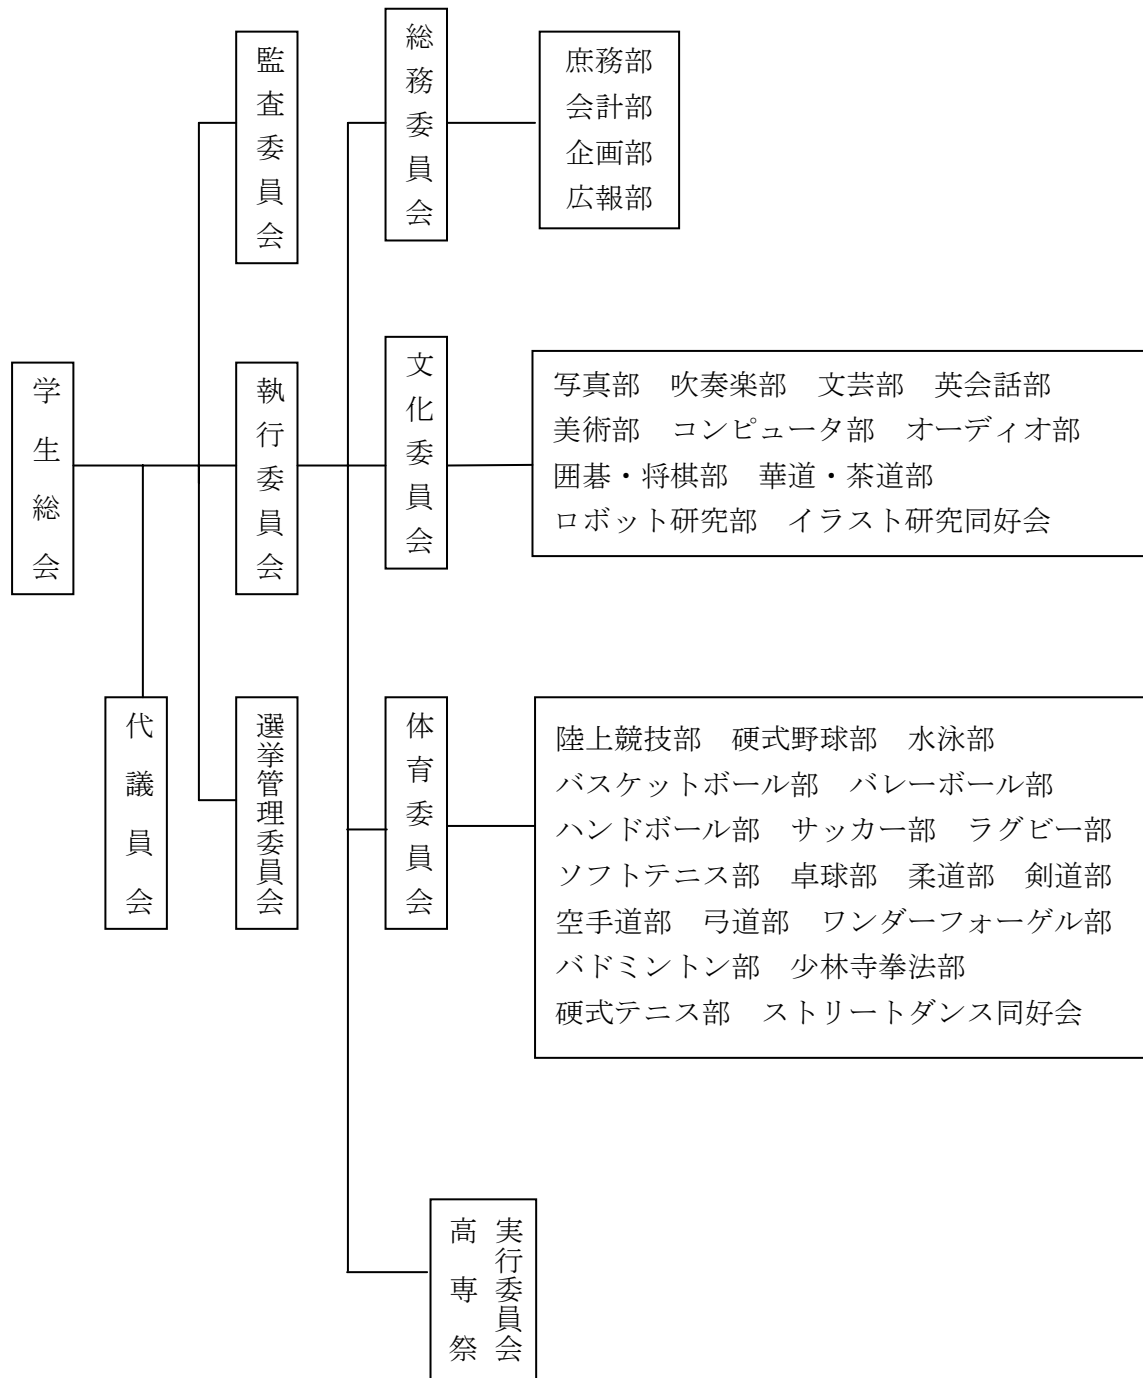 監査委員会
総務委員会
庶務部
会計部
企画部
広報部
学生総会
執行委員会
文化委員会
写真部　吹奏楽部　文芸部　英会話部
美術部　コンピュータ部　オーディオ部
囲碁・将棋部　華道・茶道部
ロボット研究部　イラスト研究同好会
代議員会
選挙管理委員会
体育委員会
陸上競技部　硬式野球部　水泳部
バスケットボール部　バレーボール部
ハンドボール部　サッカー部　ラグビー部
ソフトテニス部　卓球部　柔道部　剣道部
空手道部　弓道部　ワンダーフォーゲル部
バドミントン部　少林寺拳法部
硬式テニス部　ストリートダンス同好会
高専祭
実行委員会